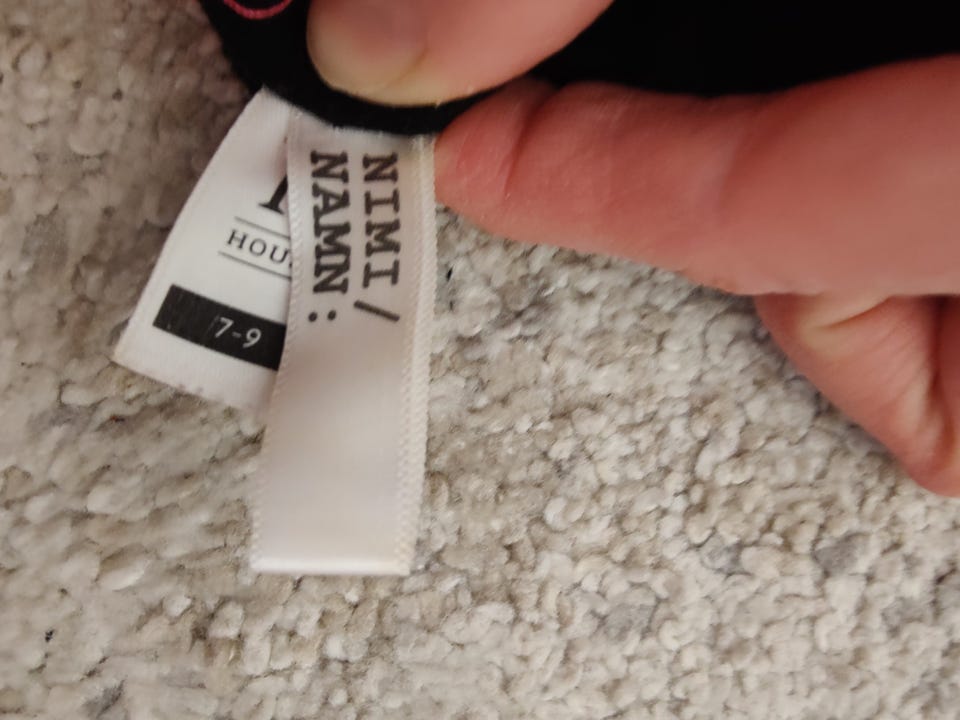 NIMI /
NAMN :
7-9